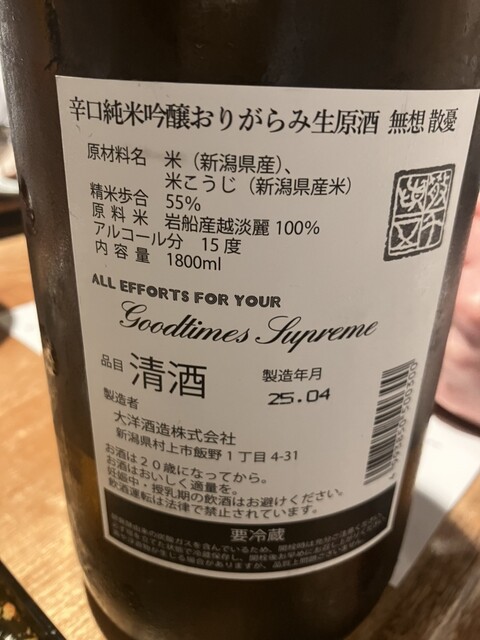 辛口純米吟醸おりがらみ生原酒 無想 散憂
原材料名 米（新潟県産）、
米こうじ（新潟県産米）
精米歩合 55%
原料米 岩船産越淡麗100%
アルコール分 15度
内容量 1800ml
ALL EFFORTS FOR YOUR
Goodtimes Supreme
品目 清酒
製造年月
25.04
製造者
大洋酒造株式会社
新潟県村上市飯野1丁目4-31
お酒は20歳になってから。
お酒はおいしく適量を。
妊娠中・授乳期の飲酒はお避けください。
飲酒運転は法律で禁止されています。
要冷蔵